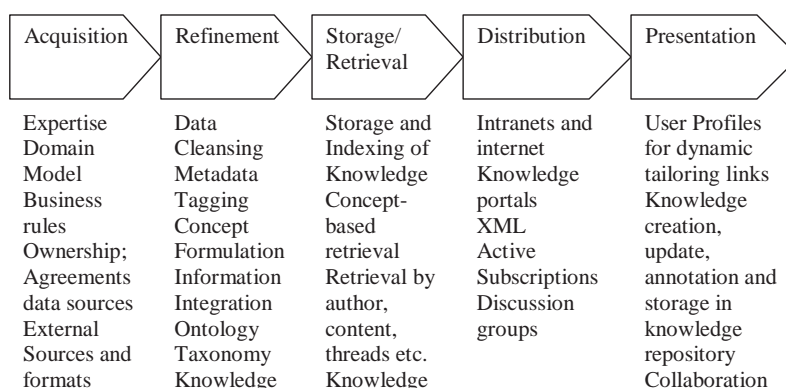 Acquisition
Refinement
Storage/
Retrieval
Distribution
Presentation
Expertise
Domain
Model
Business
rules
Ownership;
Agreements
data sources
External
Sources and
formats
Data
Cleansing
Metadata
Tagging
Concept
Formulation
Information
Integration
Ontology
Taxonomy
Knowledge
Storage and
Indexing of
Knowledge
Concept-
based
retrieval
Retrieval by
author,
content,
threads etc.
Knowledge
Intranets and
internet
Knowledge
portals
XML
Active
Subscriptions
Discussion
groups
User Profiles
for dynamic
tailoring links
Knowledge
creation,
update,
annotation and
storage in
knowledge
repository
Collaboration